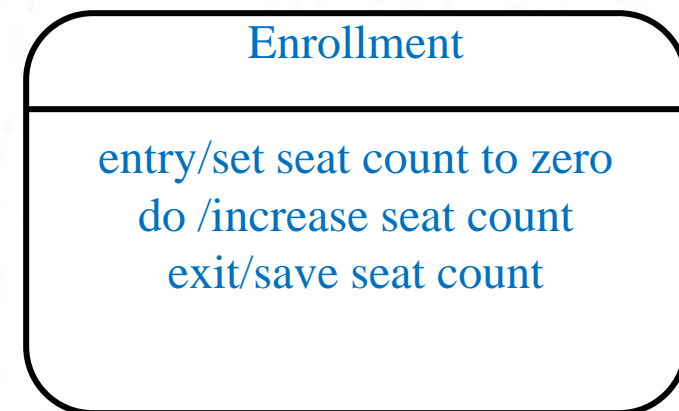 Enrollment
entry/set seat count to zero
do /increase seat count
exit/save seat count